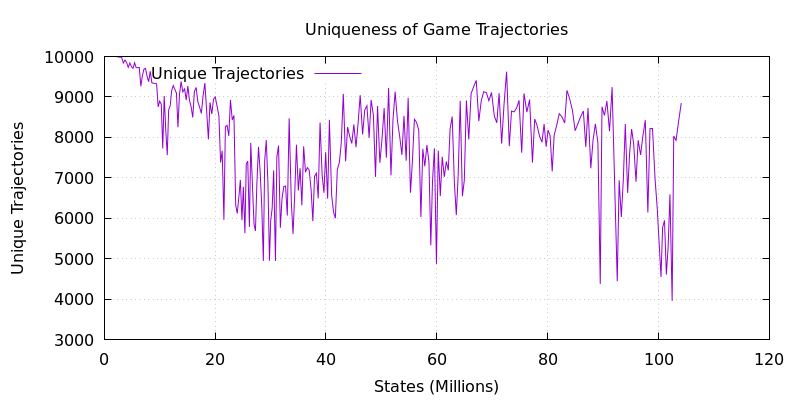 Uniqueness of Game Trajectories
Unique Trajectories
10000
9000
8000
7000
6000
5000
4000
3000
Unique Trajectories
0 20 40 60 80 100 120
States (Millions)